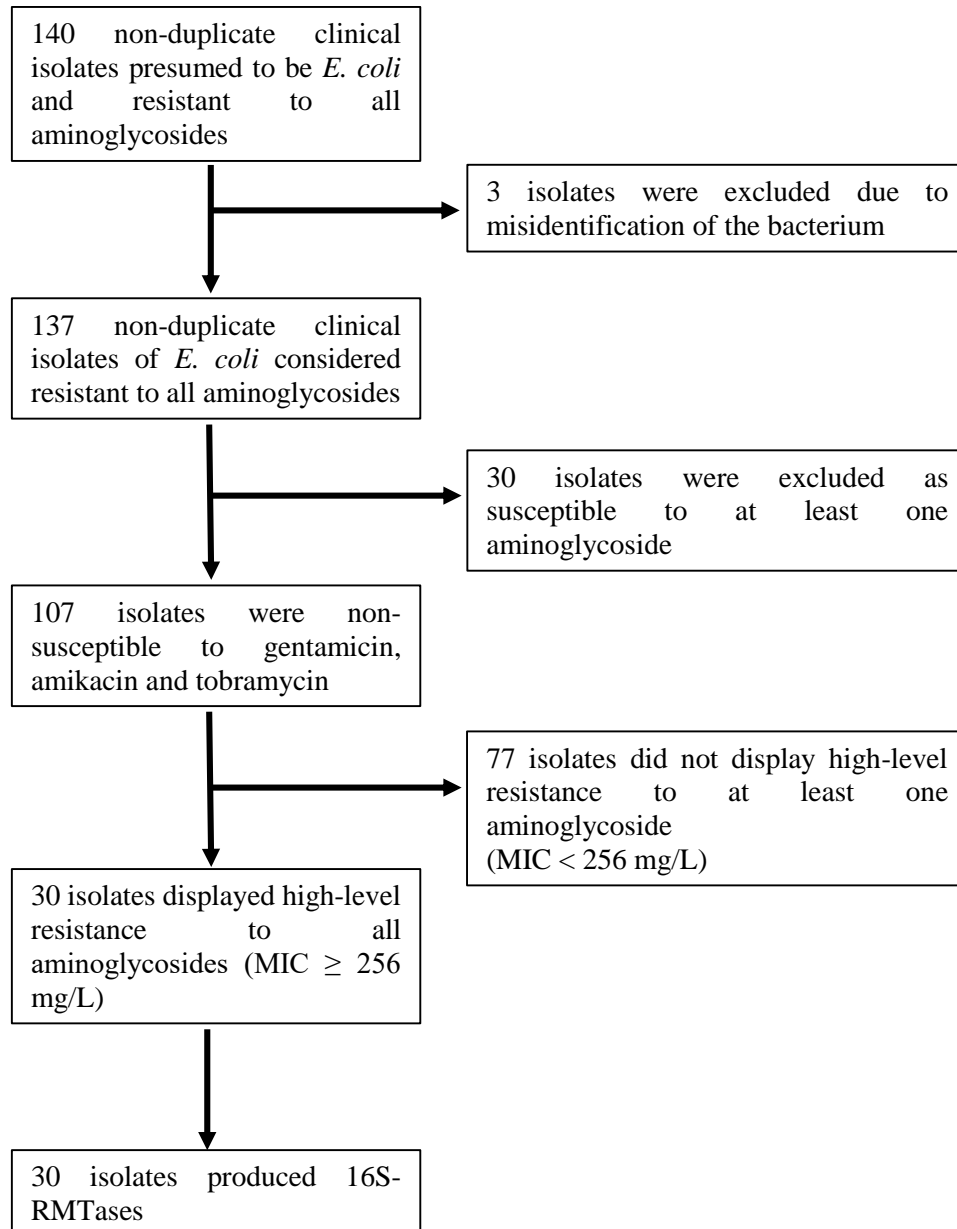 140 non-duplicate clinical
isolates presumed to be E. coli
and resistant to all
aminoglycosides
3 isolates were excluded due to
misidentification of the bacterium
137 non-duplicate clinical
isolates of E. coli considered
resistant to all aminoglycosides
30 isolates were excluded as
susceptible to at least one
aminoglycoside
107 isolates were non-
susceptible to gentamicin,
amikacin and tobramycin
77 isolates did not display high-level
resistance to at least one
aminoglycoside
(MIC < 256 mg/L)
30 isolates displayed high-level
resistance to all
aminoglycosides (MIC ≥ 256
mg/L)
30 isolates produced 16S-
RMTases